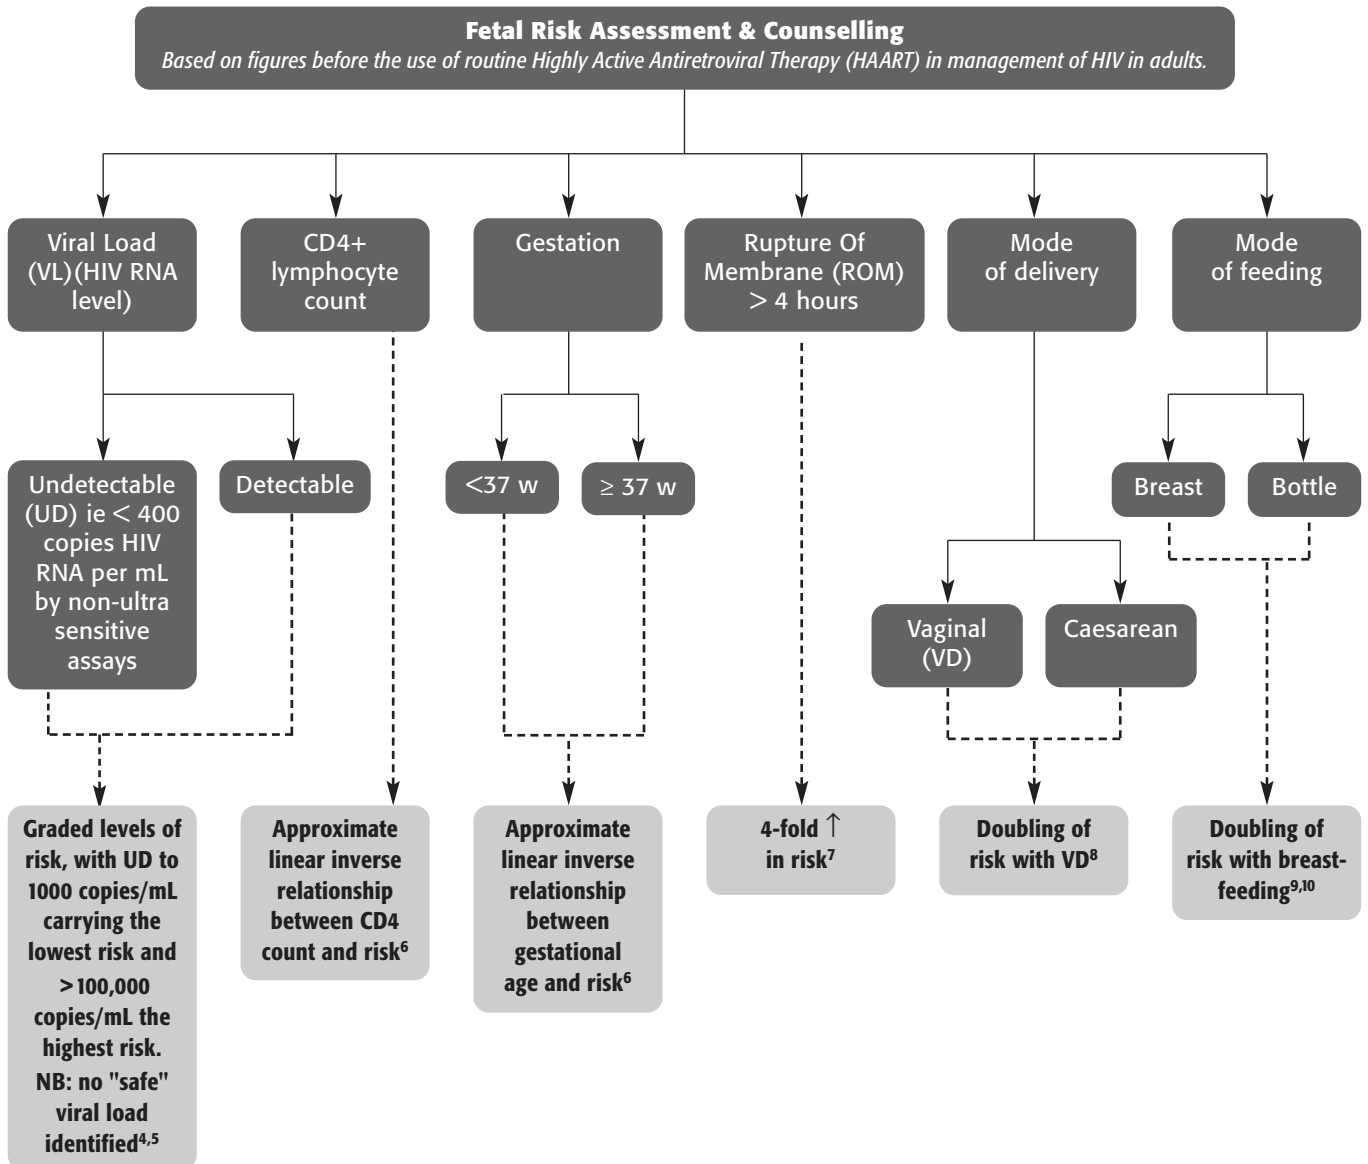 Fetal Risk Assessment & Counselling
Based on figures before the use of routine Highly Active Antiretroviral Therapy (HAART) in management of HIV in adults.
Viral Load
(VL)(HIV RNA
level)
CD4+
lymphocyte
count
Gestation
Rupture Of
Membrane (ROM)
> 4 hours
Mode
of delivery
Mode
of feeding
Undetectable
(UD) ie < 400
copies HIV
RNA per mL
by non-ultra
sensitive
assays
Detectable
<37 w
≥ 37 w
Breast
Bottle
Vaginal
(VD)
Caesarean
Graded levels of
risk, with UD to
1000 copies/mL
carrying the
lowest risk and
>100,000
copies/mL the
highest risk.
NB: no "safe"
viral load
identified4,5
Approximate
linear inverse
relationship
between CD4
count and risk6
Approximate
linear inverse
relationship
between
gestational
age and risk6
4-fold ↑
in risk7
Doubling of
risk with VD8
Doubling of
risk with breast-
feeding9,10